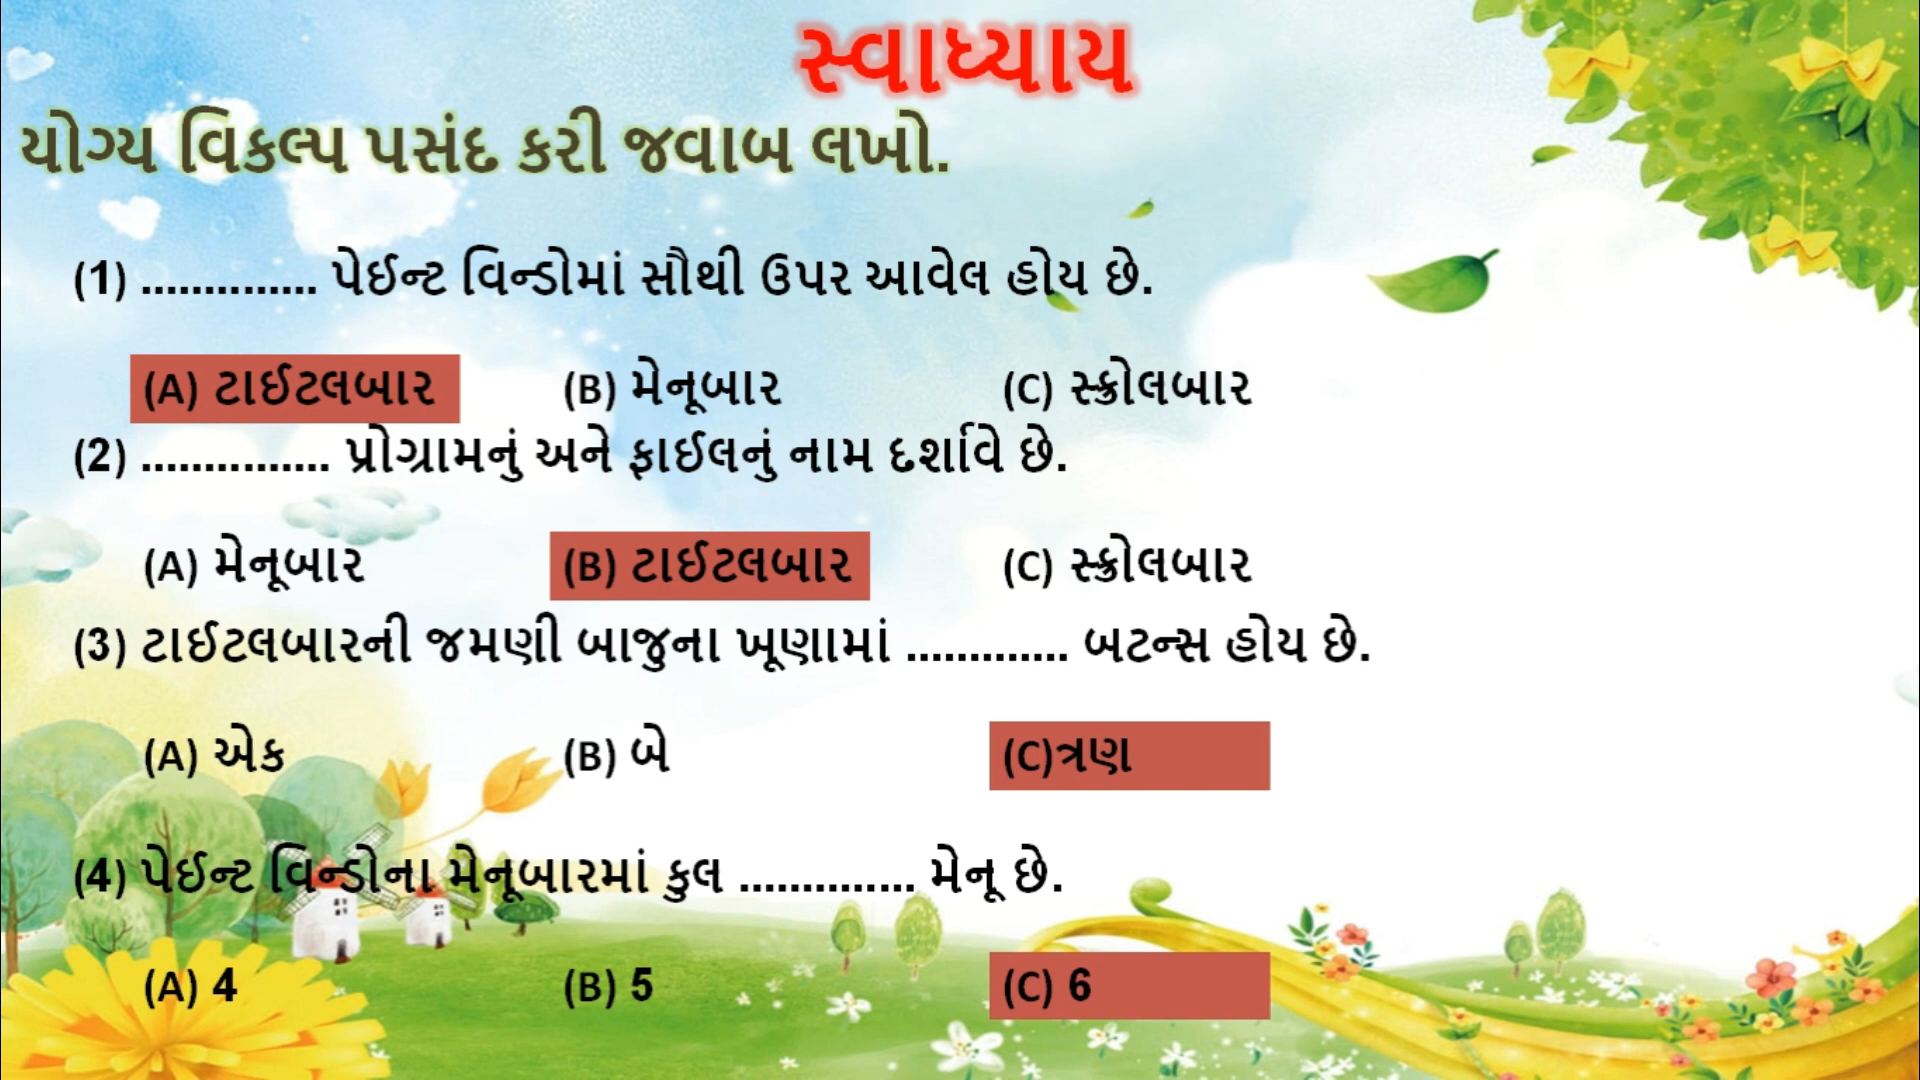 સ્વાધ્યાય
યોગ્ય વિકલ્પ પસંદ કરી જવાબ લખો.
(1) .............. પેઈન્ટ વિન્ડોમાં સૌથી ઉપર આવેલ હોય છે.
(A) ટાઈટલબાર (B) મેનૂબાર (C) સ્ક્રોલબાર
(2) ............... પ્રોગ્રામનું અને ફાઈલનું નામ દર્શાવે છે.
(A) મેનૂબાર (B) ટાઈટલબાર (C) સ્ક્રોલબાર
(3) ટાઈટલબારની જમણી બાજુના ખૂણામાં ............. બટન્સ હોય છે.
(A) એક (B) બે (C)ત્રણ
(4) પેઈન્ટ વિન્ડોના મેનૂબારમાં કુલ .............. મેનૂ છે.
(A) 4 (B) 5 (C) 6